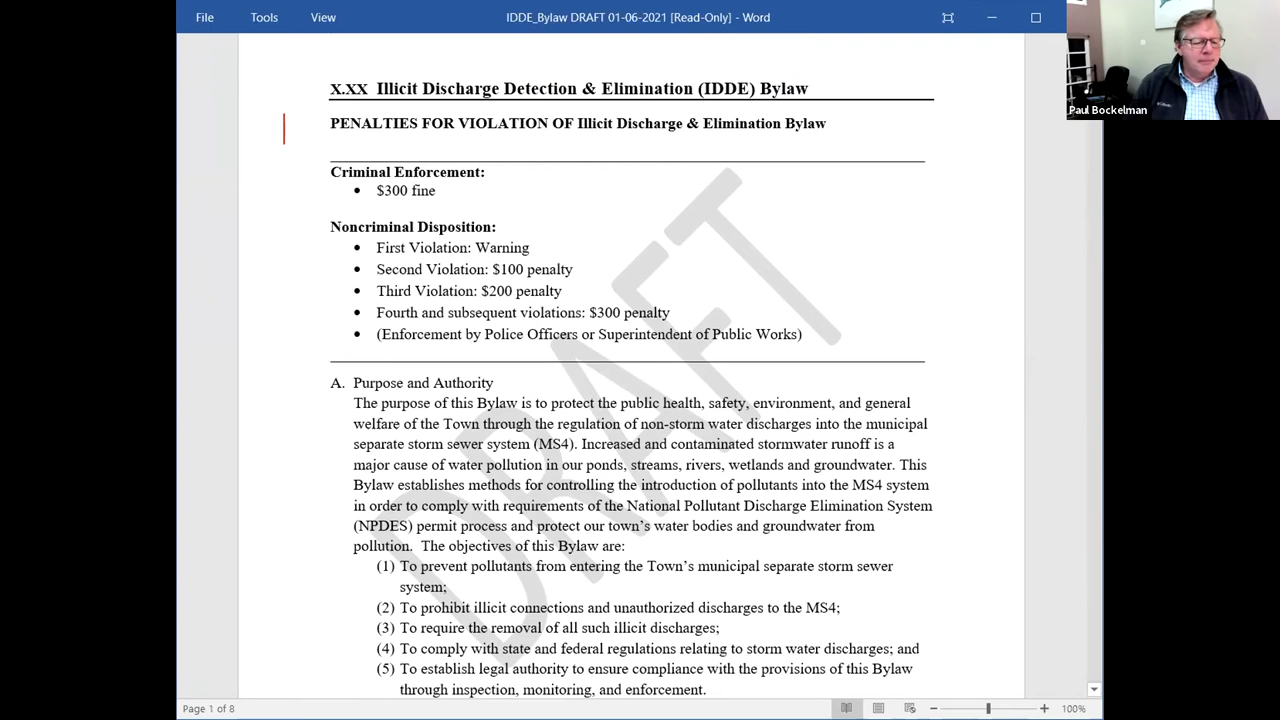 File Tools View IDDE_Bylaw DRAFT 01-06-2021 [Read-Only] - Word
Paul Bockelman
X.XX Illicit Discharge Detection & Elimination (IDDE) Bylaw
PENALTIES FOR VIOLATION OF Illicit Discharge & Elimination Bylaw
Criminal Enforcement:
• $300 fine
Noncriminal Disposition:
• First Violation: Warning
• Second Violation: $100 penalty
• Third Violation: $200 penalty
• Fourth and subsequent violations: $300 penalty
• (Enforcement by Police Officers or Superintendent of Public Works)
A. Purpose and Authority
The purpose of this Bylaw is to protect the public health, safety, environment, and general
welfare of the Town through the regulation of non-storm water discharges into the municipal
separate storm sewer system (MS4). Increased and contaminated stormwater runoff is a
major cause of water pollution in our ponds, streams, rivers, wetlands and groundwater. This
Bylaw establishes methods for controlling the introduction of pollutants into the MS4 system
in order to comply with requirements of the National Pollutant Discharge Elimination System
(NPDES) permit process and protect our town's water bodies and groundwater from
pollution. The objectives of this Bylaw are:
(1) To prevent pollutants from entering the Town's municipal separate storm sewer
system;
(2) To prohibit illicit connections and unauthorized discharges to the MS4;
(3) To require the removal of all such illicit discharges;
(4) To comply with state and federal regulations relating to storm water discharges; and
(5) To establish legal authority to ensure compliance with the provisions of this Bylaw
through inspection, monitoring, and enforcement.
DRAFT
Page 1 of 8 100%